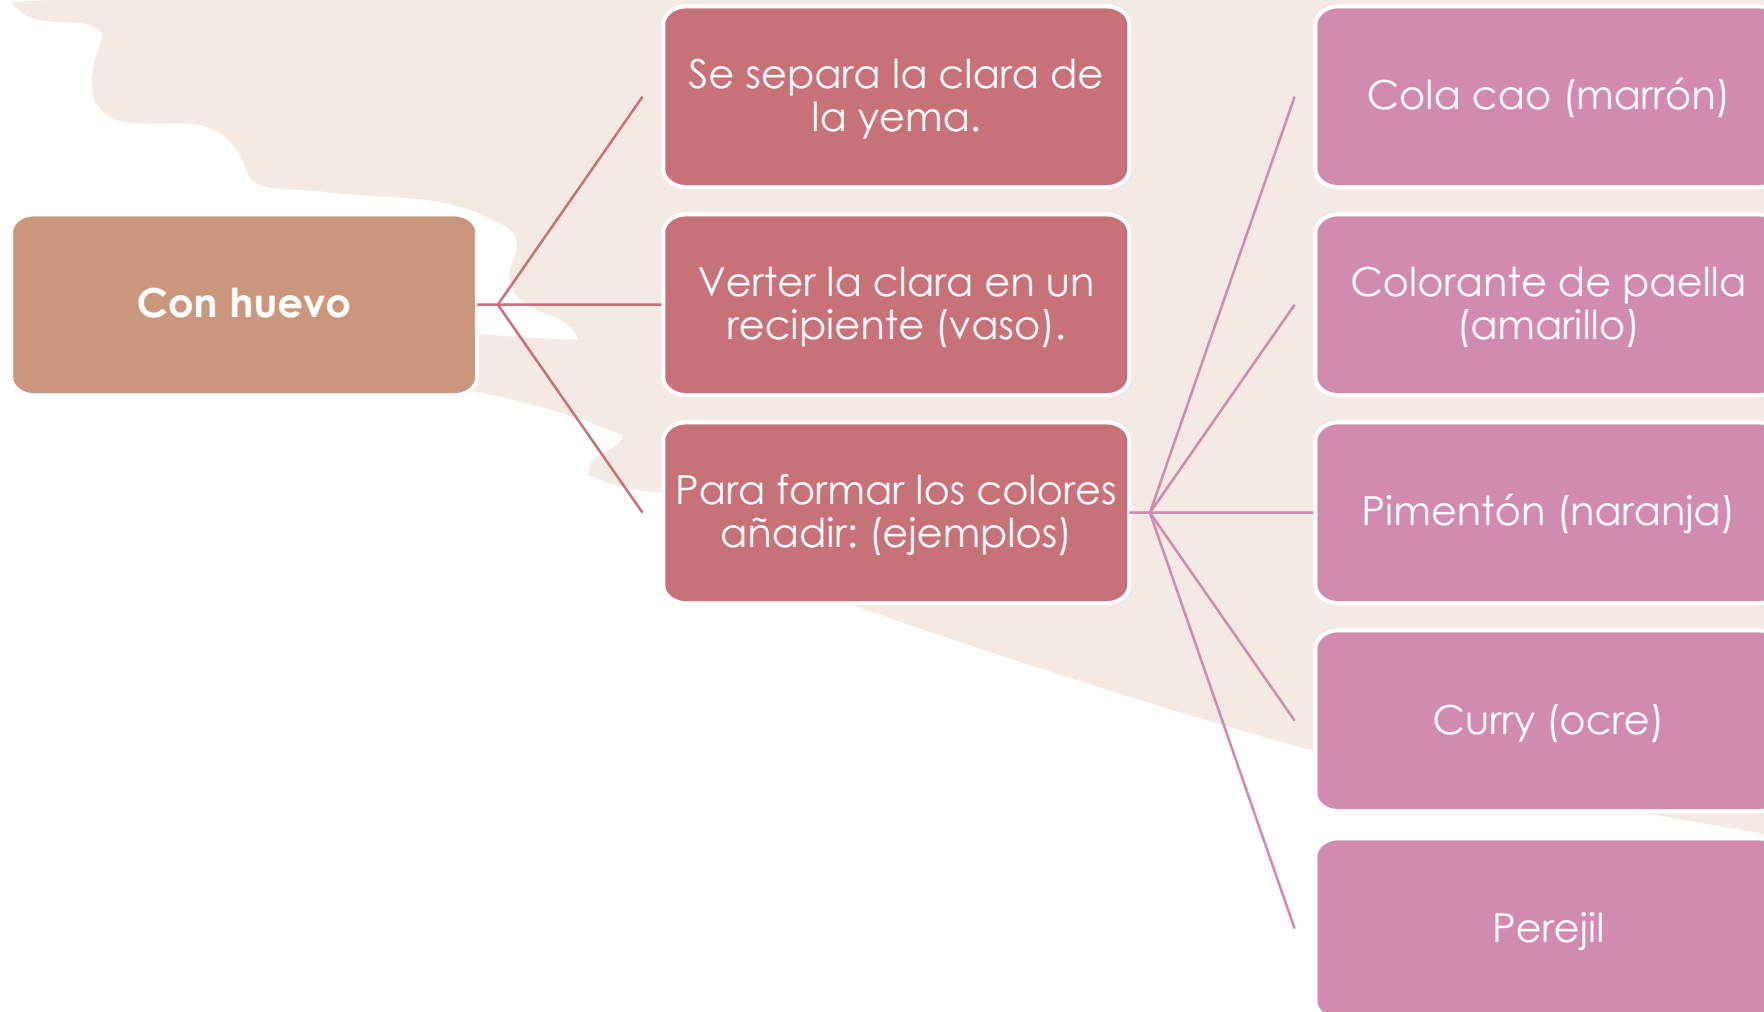 Con huevo
Se separa la clara de
la yema.
Verter la clara en un
recipiente (vaso).
Para formar los colores
añadir: (ejemplos)
Cola cao (marrón)
Colorante de paella
(amarillo)
Pimentón (naranja)
Curry (ocre)
Perejil